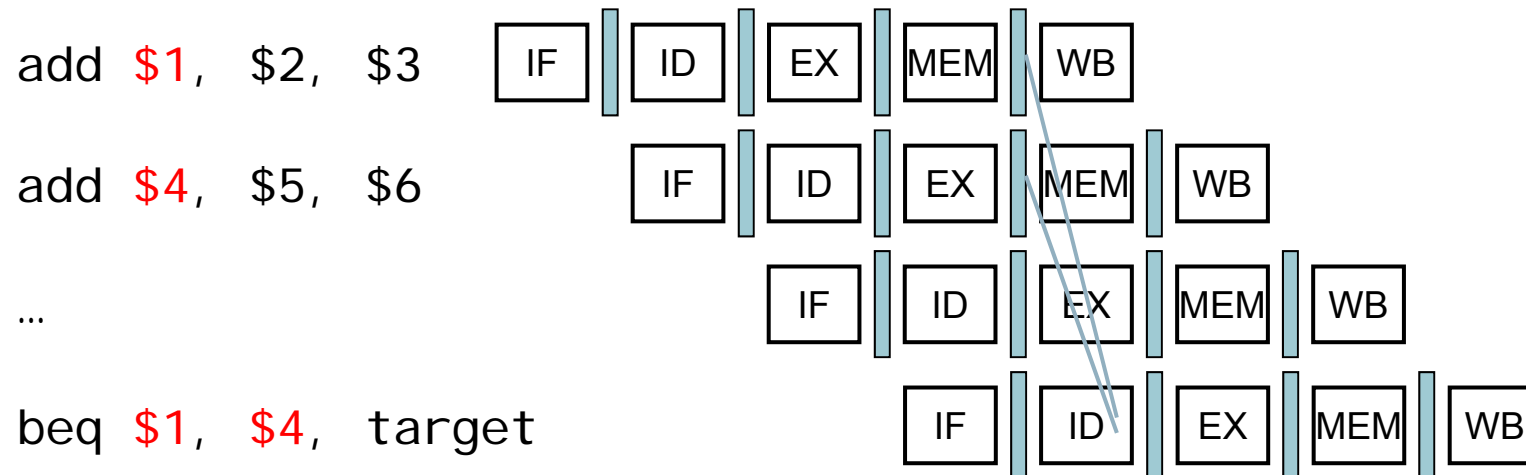 add $1, $2, $3 IF ID EX MEM WB
add $4, $5, $6 IF ID EX MEM WB
… IF ID EX MEM WB
beq $1, $4, target IF ID EX MEM WB